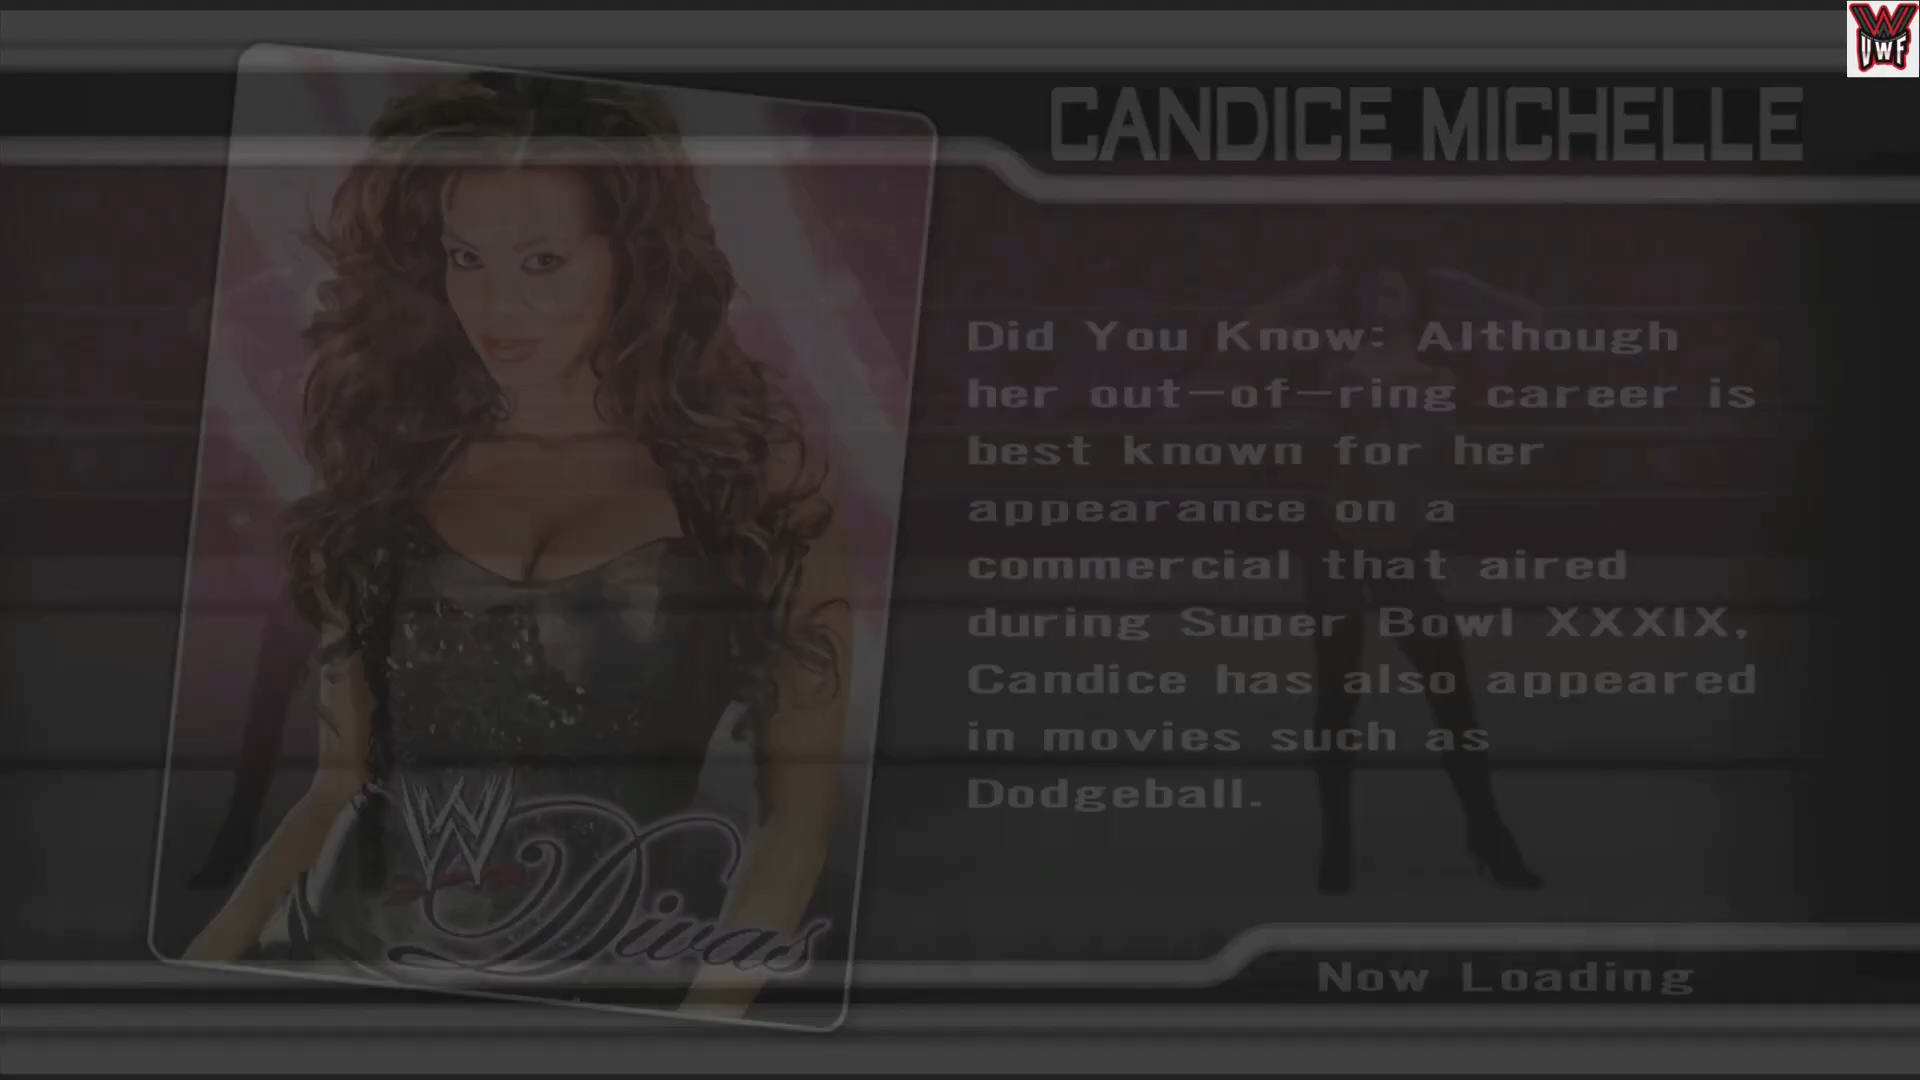 UWF
CANDICE MICHELLE
Did You Know: Although
her out-of-ring career is
best known for her
appearance on a
commercial that aired
during Super Bowl XXXIX,
Candice has also appeared
in movies such as
Dodgeball.
W
Divas
Now Loading